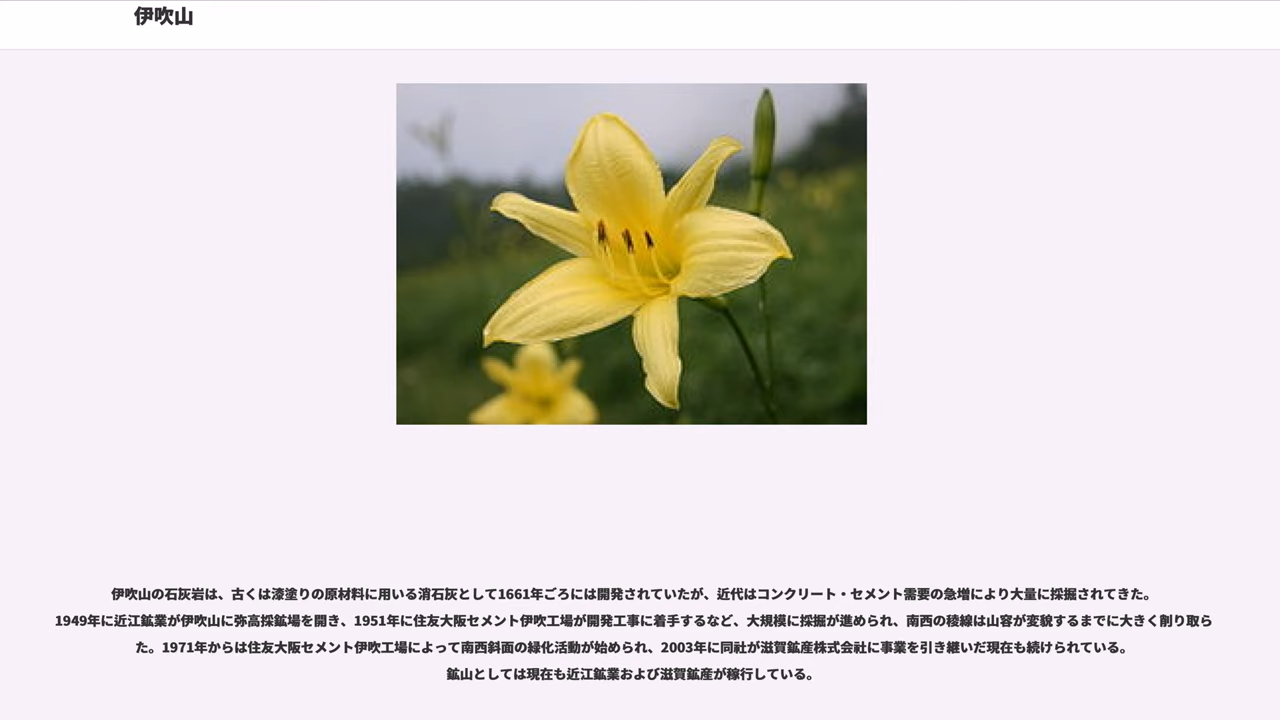 伊吹山
伊吹山の石灰岩は、古くは漆塗りの原材料に用いる消石灰として1661年ごろには開発されていたが、近代はコンクリート・セメント需要の急増により大量に採掘されてきた。
1949年に近江鉱業が伊吹山に弥高採鉱場を開き、1951年に住友大阪セメント伊吹工場が開発工事に着手するなど、大規模に採掘が進められ、南西の稜線は山容が変貌するまでに大きく削り取ら
た。1971年からは住友大阪セメント伊吹工場によって南西斜面の緑化活動が始められ、2003年に同社が滋賀鉱産株式会社に事業を引き継いだ現在も続けられている。
鉱山としては現在も近江鉱業および滋賀鉱産が稼行している。